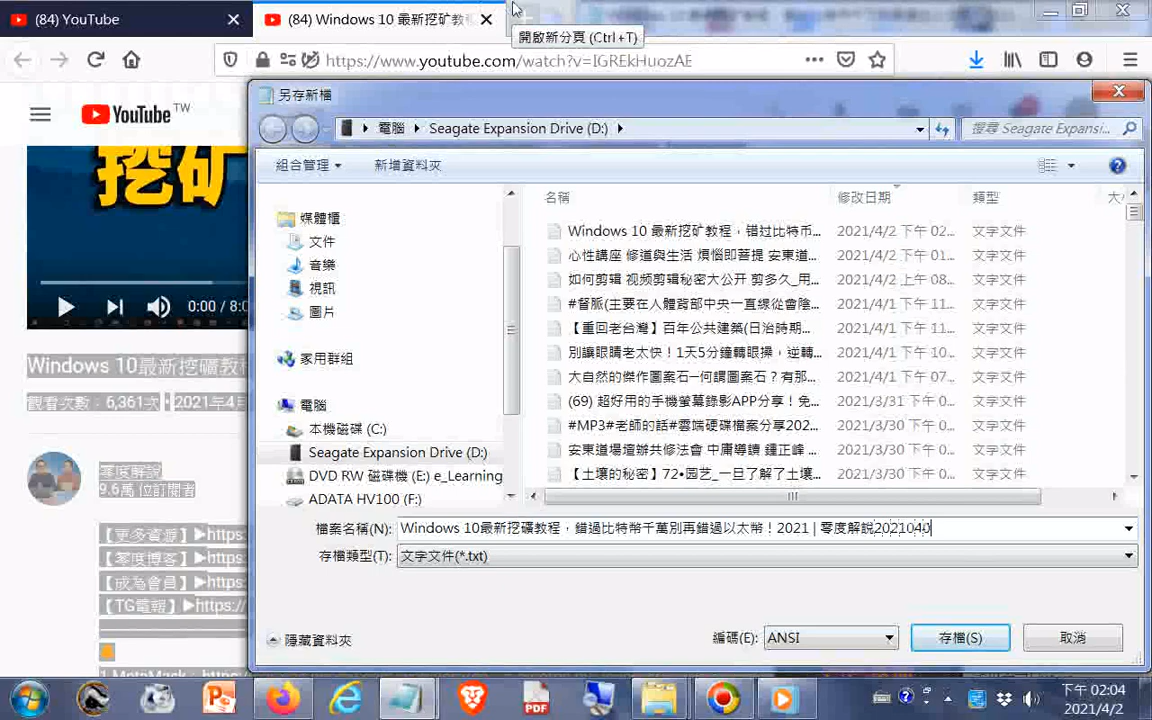 (84) YouTube
(84) Windows 10 最新挖矿教
開啟新分頁 (Ctrl+T)
https://www.youtube.com/watch?v=IGREkHuozAE
YouTube TW
挖矿
0:00 / 8:0
Windows 10最新挖礦教
觀看次數：6,361次 • 2021年4月
零度解說
9.6萬 位訂閱者
【更多資源】▶https:
【零度博客】▶https:
【成為會員】▶https:
【TG電報】▶https:/
1.MetaMask
另存新檔
電腦 Seagate Expansion Drive (D:)
搜尋 Seagate Expansi...
組合管理
新增資料夾
媒體櫃
文件
音樂
視訊
圖片
家用群組
電腦
本機磁碟 (C:)
Seagate Expansion Drive (D:)
DVD RW 磁碟機 (E:) e_Learning
ADATA HV100 (F:)
名稱 修改日期 類型 大
Windows 10 最新挖矿教程，错过比特币... 2021/4/2 下午 02... 文字文件
心性講座 修道與生活 煩惱即菩提 安東道... 2021/4/2 下午 01... 文字文件
如何剪辑 视频剪辑秘密大公开 剪多久_用... 2021/4/2 上午 08... 文字文件
#督脈(主要在人體背部中央一直線從會陰... 2021/4/1 下午 11... 文字文件
【重回老台灣】百年公共建築(日治時期... 2021/4/1 下午 11... 文字文件
別讓眼睛老太快！1天5分鐘轉眼操，逆轉... 2021/4/1 下午 10... 文字文件
大自然的傑作圖案石─何謂圖案石？有那... 2021/4/1 下午 07... 文字文件
(69) 超好用的手機螢幕錄影APP分享！免... 2021/3/31 下午 0... 文字文件
#MP3#老師的話#雲端硬碟檔案分享202... 2021/3/30 下午 0... 文字文件
安東道場壇辦共修法會 中庸導讀 鍾正峰 ... 2021/3/30 下午 0... 文字文件
【土壤的秘密】72•园艺_一旦了解了土壤... 2021/3/30 下午 0... 文字文件
檔案名稱(N): Windows 10最新挖礦教程，錯過比特幣千萬別再錯過以太幣！2021 | 零度解說2021040
存檔類型(T): 文字文件(*.txt)
隱藏資料夾
編碼(E): ANSI
存檔(S)
取消
PDF
下午 02:04
2021/4/2